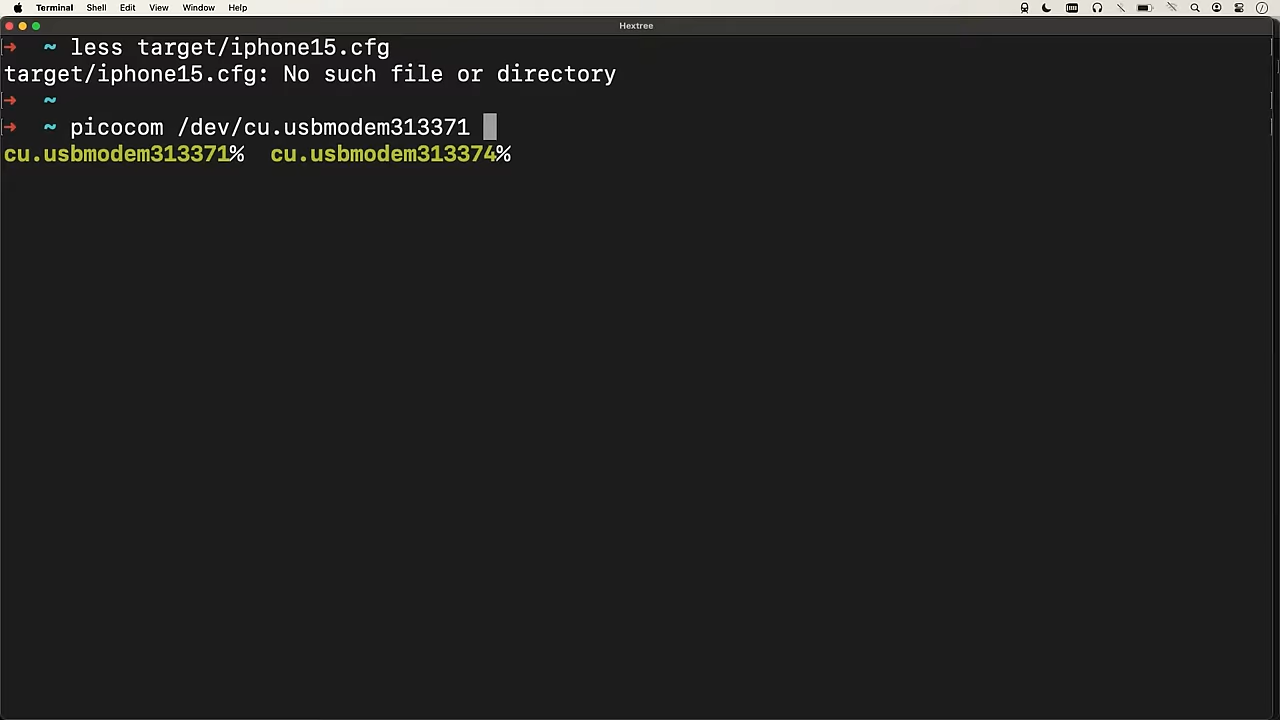 Terminal Shell Edit View Window Help
Hextree
→ ~ less target/iphone15.cfg
target/iphone15.cfg: No such file or directory
→ ~
→ ~ picocom /dev/cu.usbmodem313371
cu.usbmodem313371% cu.usbmodem313374%